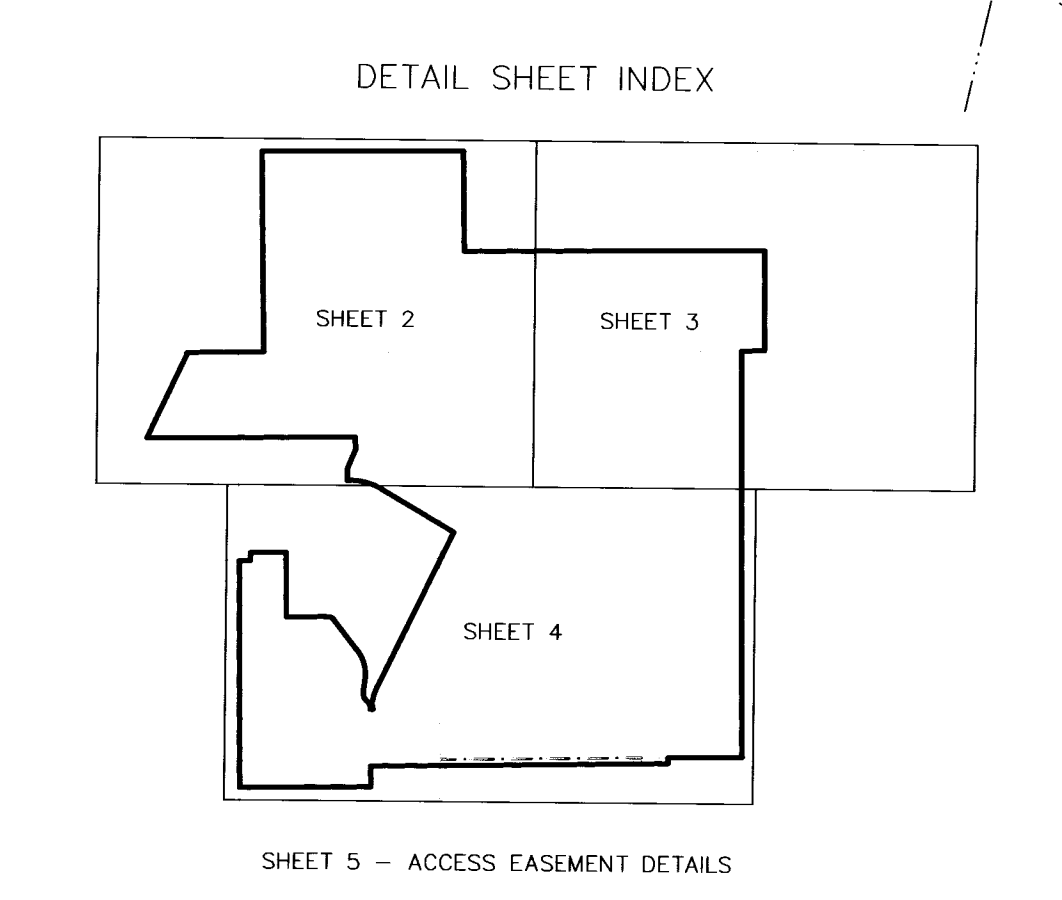 DETAIL SHEET INDEX
SHEET 2
SHEET 3
SHEET 4
SHEET 5 – ACCESS EASEMENT DETAILS